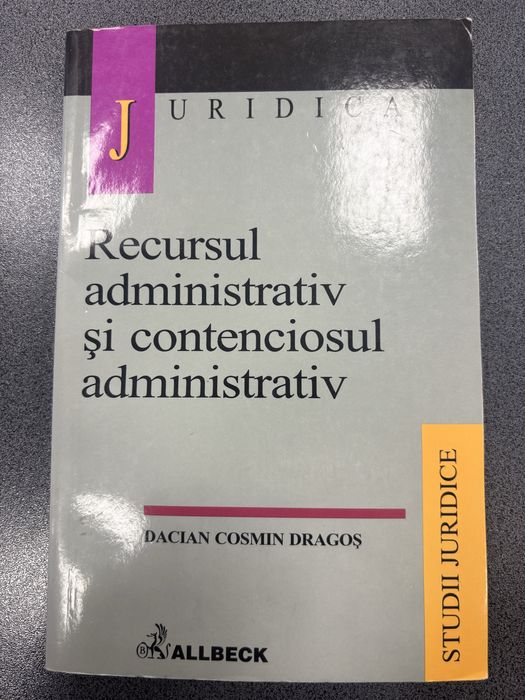 JURIDICA
Recursul
administrativ
şi contenciosul
administrativ
DACIAN COSMIN DRAGOŞ
STUDII JURIDICE
B
ALLBECK